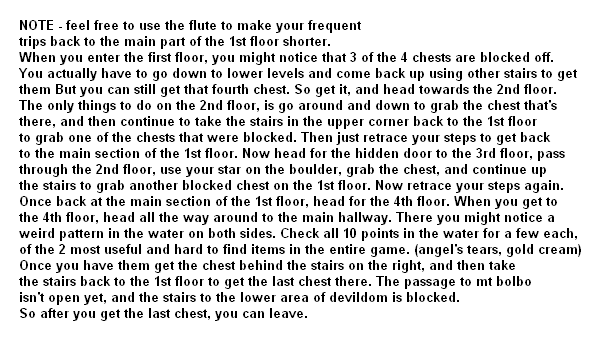 NOTE - feel free to use the flute to make your frequent
trips back to the main part of the 1st floor shorter.
When you enter the first floor, you might notice that 3 of the 4 chests are blocked off.
You actually have to go down to lower levels and come back up using other stairs to get
them But you can still get that fourth chest. So get it, and head towards the 2nd floor.
The only things to do on the 2nd floor, is go around and down to grab the chest that's
there, and then continue to take the stairs in the upper corner back to the 1st floor
to grab one of the chests that were blocked. Then just retrace your steps to get back
to the main section of the 1st floor. Now head for the hidden door to the 3rd floor, pass
through the 2nd floor, use your star on the boulder, grab the chest, and continue up
the stairs to grab another blocked chest on the 1st floor. Now retrace your steps again.
Once back at the main section of the 1st floor, head for the 4th floor. When you get to
the 4th floor, head all the way around to the main hallway. There you might notice a
weird pattern in the water on both sides. Check all 10 points in the water for a few each,
of the 2 most useful and hard to find items in the entire game. (angel's tears, gold cream)
Once you have them get the chest behind the stairs on the right, and then take
the stairs back to the 1st floor to get the last chest there. The passage to mt bolbo
isn't open yet, and the stairs to the lower area of devildom is blocked.
So after you get the last chest, you can leave.